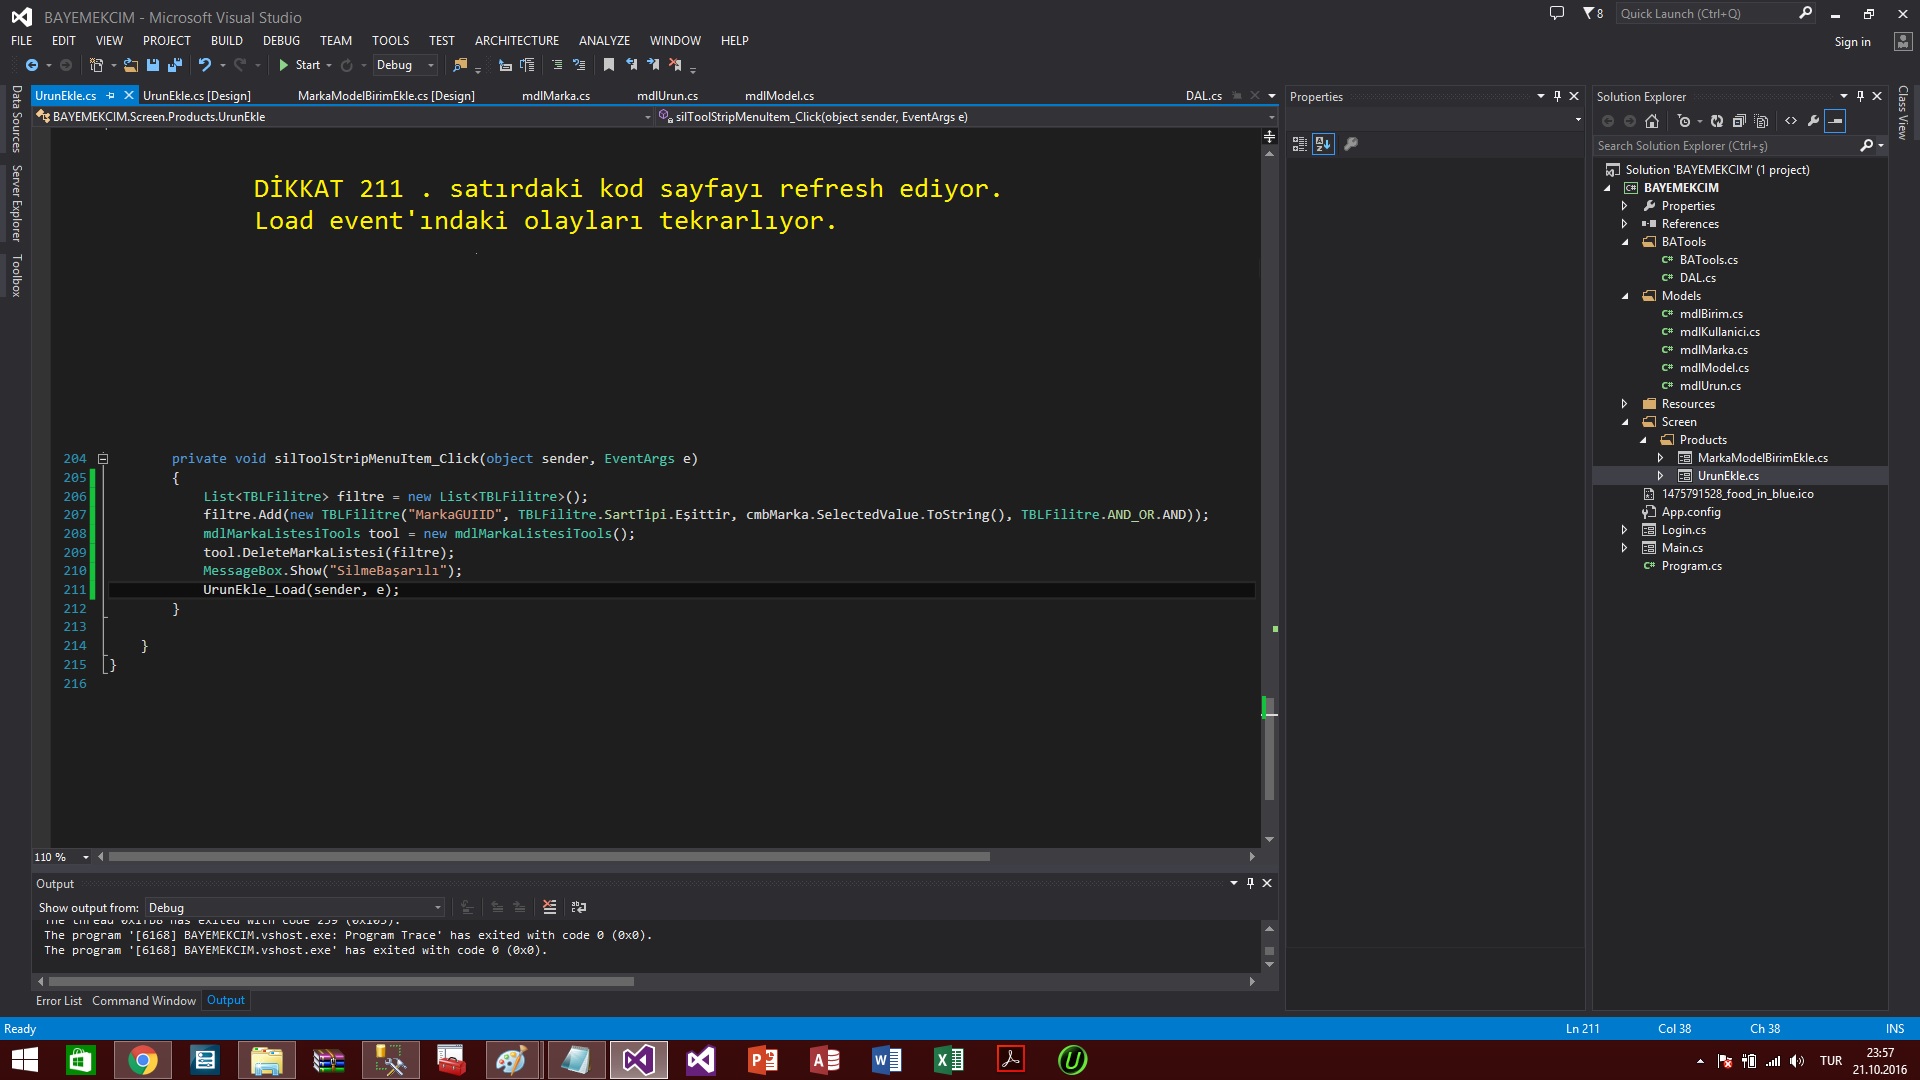 BAYEMEKCIM - Microsoft Visual Studio
8
Quick Launch (Ctrl+Q)
FILE EDIT VIEW PROJECT BUILD DEBUG TEAM TOOLS TEST ARCHITECTURE ANALYZE WINDOW HELP
Sign in
Start Debug
UrunEkle.cs UrunEkle.cs [Design] MarkaModelBirimEkle.cs [Design] mdlMarka.cs mdlUrun.cs mdlModel.cs DAL.cs
BAYEMEKCIM.Screen.Products.UrunEkle silToolStripMenuItem_Click(object sender, EventArgs e)
Data Sources
Server Explorer
Toolbox
DİKKAT 211 . satırdaki kod sayfayı refresh ediyor.
Load event'ındaki olayları tekrarlıyor.
204 private void silToolStripMenuItem_Click(object sender, EventArgs e)
205 {
206 List<TBLFilitre> filtre = new List<TBLFilitre>();
207 filtre.Add(new TBLFilitre("MarkaGUIID", TBLFilitre.SartTipi.Eşittir, cmbMarka.SelectedValue.ToString(), TBLFilitre.AND_OR.AND));
208 mdlMarkaListesiTools tool = new mdlMarkaListesiTools();
209 tool.DeleteMarkaListesi(filtre);
210 MessageBox.Show("SilmeBaşarılı");
211 UrunEkle_Load(sender, e);
212 }
213
214 }
215 }
216
110 %
Output
Show output from: Debug
The thread 0x1fb8 has exited with code 259 (0x103).
The program '[6168] BAYEMEKCIM.vshost.exe: Program Trace' has exited with code 0 (0x0).
The program '[6168] BAYEMEKCIM.vshost.exe' has exited with code 0 (0x0).
Error List Command Window Output
Properties
Solution Explorer
Search Solution Explorer (Ctrl+ş)
Solution 'BAYEMEKCIM' (1 project)
BAYEMEKCIM
Properties
References
BATools
BATools.cs
DAL.cs
Models
mdlBirim.cs
mdlKullanici.cs
mdlMarka.cs
mdlModel.cs
mdlUrun.cs
Resources
Screen
Products
MarkaModelBirimEkle.cs
UrunEkle.cs
1475791528_food_in_blue.ico
App.config
Login.cs
Main.cs
Program.cs
Class View
Ready Ln 211 Col 38 Ch 38 INS
TUR
23:57
21.10.2016